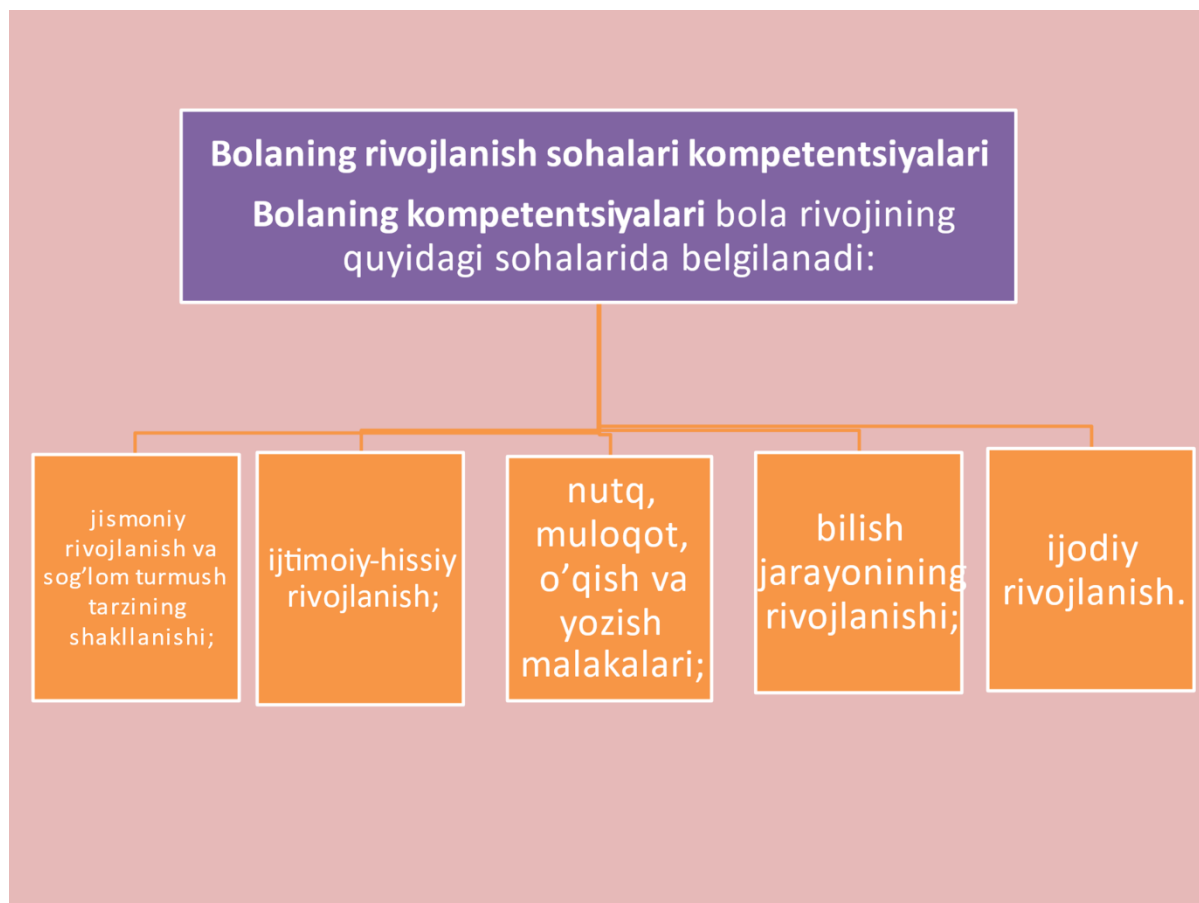 Bolaning rivojlanish sohalari kompetentsiyalari
Bolaning kompetentsiyalari bola rivojining
quyidagi sohalarida belgilanadi:
jismoniy
rivojlanish va
sog’lom turmush
tarzining
shakllanishi;
ijtimoiy-hissiy
rivojlanish;
nutq,
muloqot,
o’qish va
yozish
malakalari;
bilish
jarayonining
rivojlanishi;
ijodiy
rivojlanish.